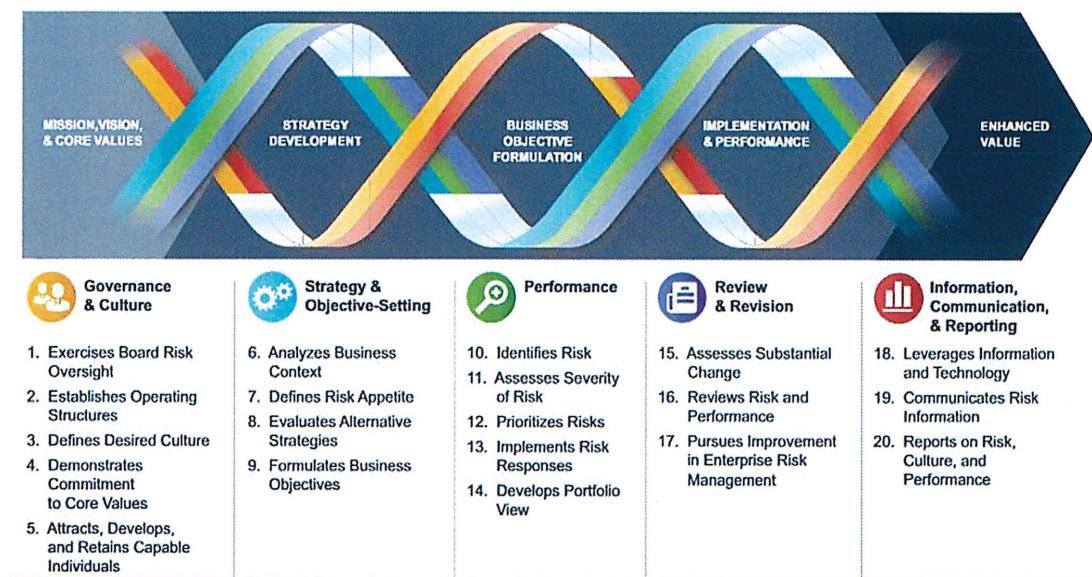 MISSION, VISION,
& CORE VALUES
STRATEGY
DEVELOPMENT
BUSINESS
OBJECTIVE
FORMULATION
IMPLEMENTATION
& PERFORMANCE
ENHANCED
VALUE
Governance
& Culture
1. Exercises Board Risk
Oversight
2. Establishes Operating
Structures
3. Defines Desired Culture
4. Demonstrates
Commitment
to Core Values
5. Attracts, Develops,
and Retains Capable
Individuals
Strategy &
Objective-Setting
6. Analyzes Business
Context
7. Defines Risk Appetite
8. Evaluates Alternative
Strategies
9. Formulates Business
Objectives
Performance
10. Identifies Risk
11. Assesses Severity
of Risk
12. Prioritizes Risks
13. Implements Risk
Responses
14. Develops Portfolio
View
Review
& Revision
15. Assesses Substantial
Change
16. Reviews Risk and
Performance
17. Pursues Improvement
in Enterprise Risk
Management
Information,
Communication,
& Reporting
18. Leverages Information
and Technology
19. Communicates Risk
Information
20. Reports on Risk,
Culture, and
Performance